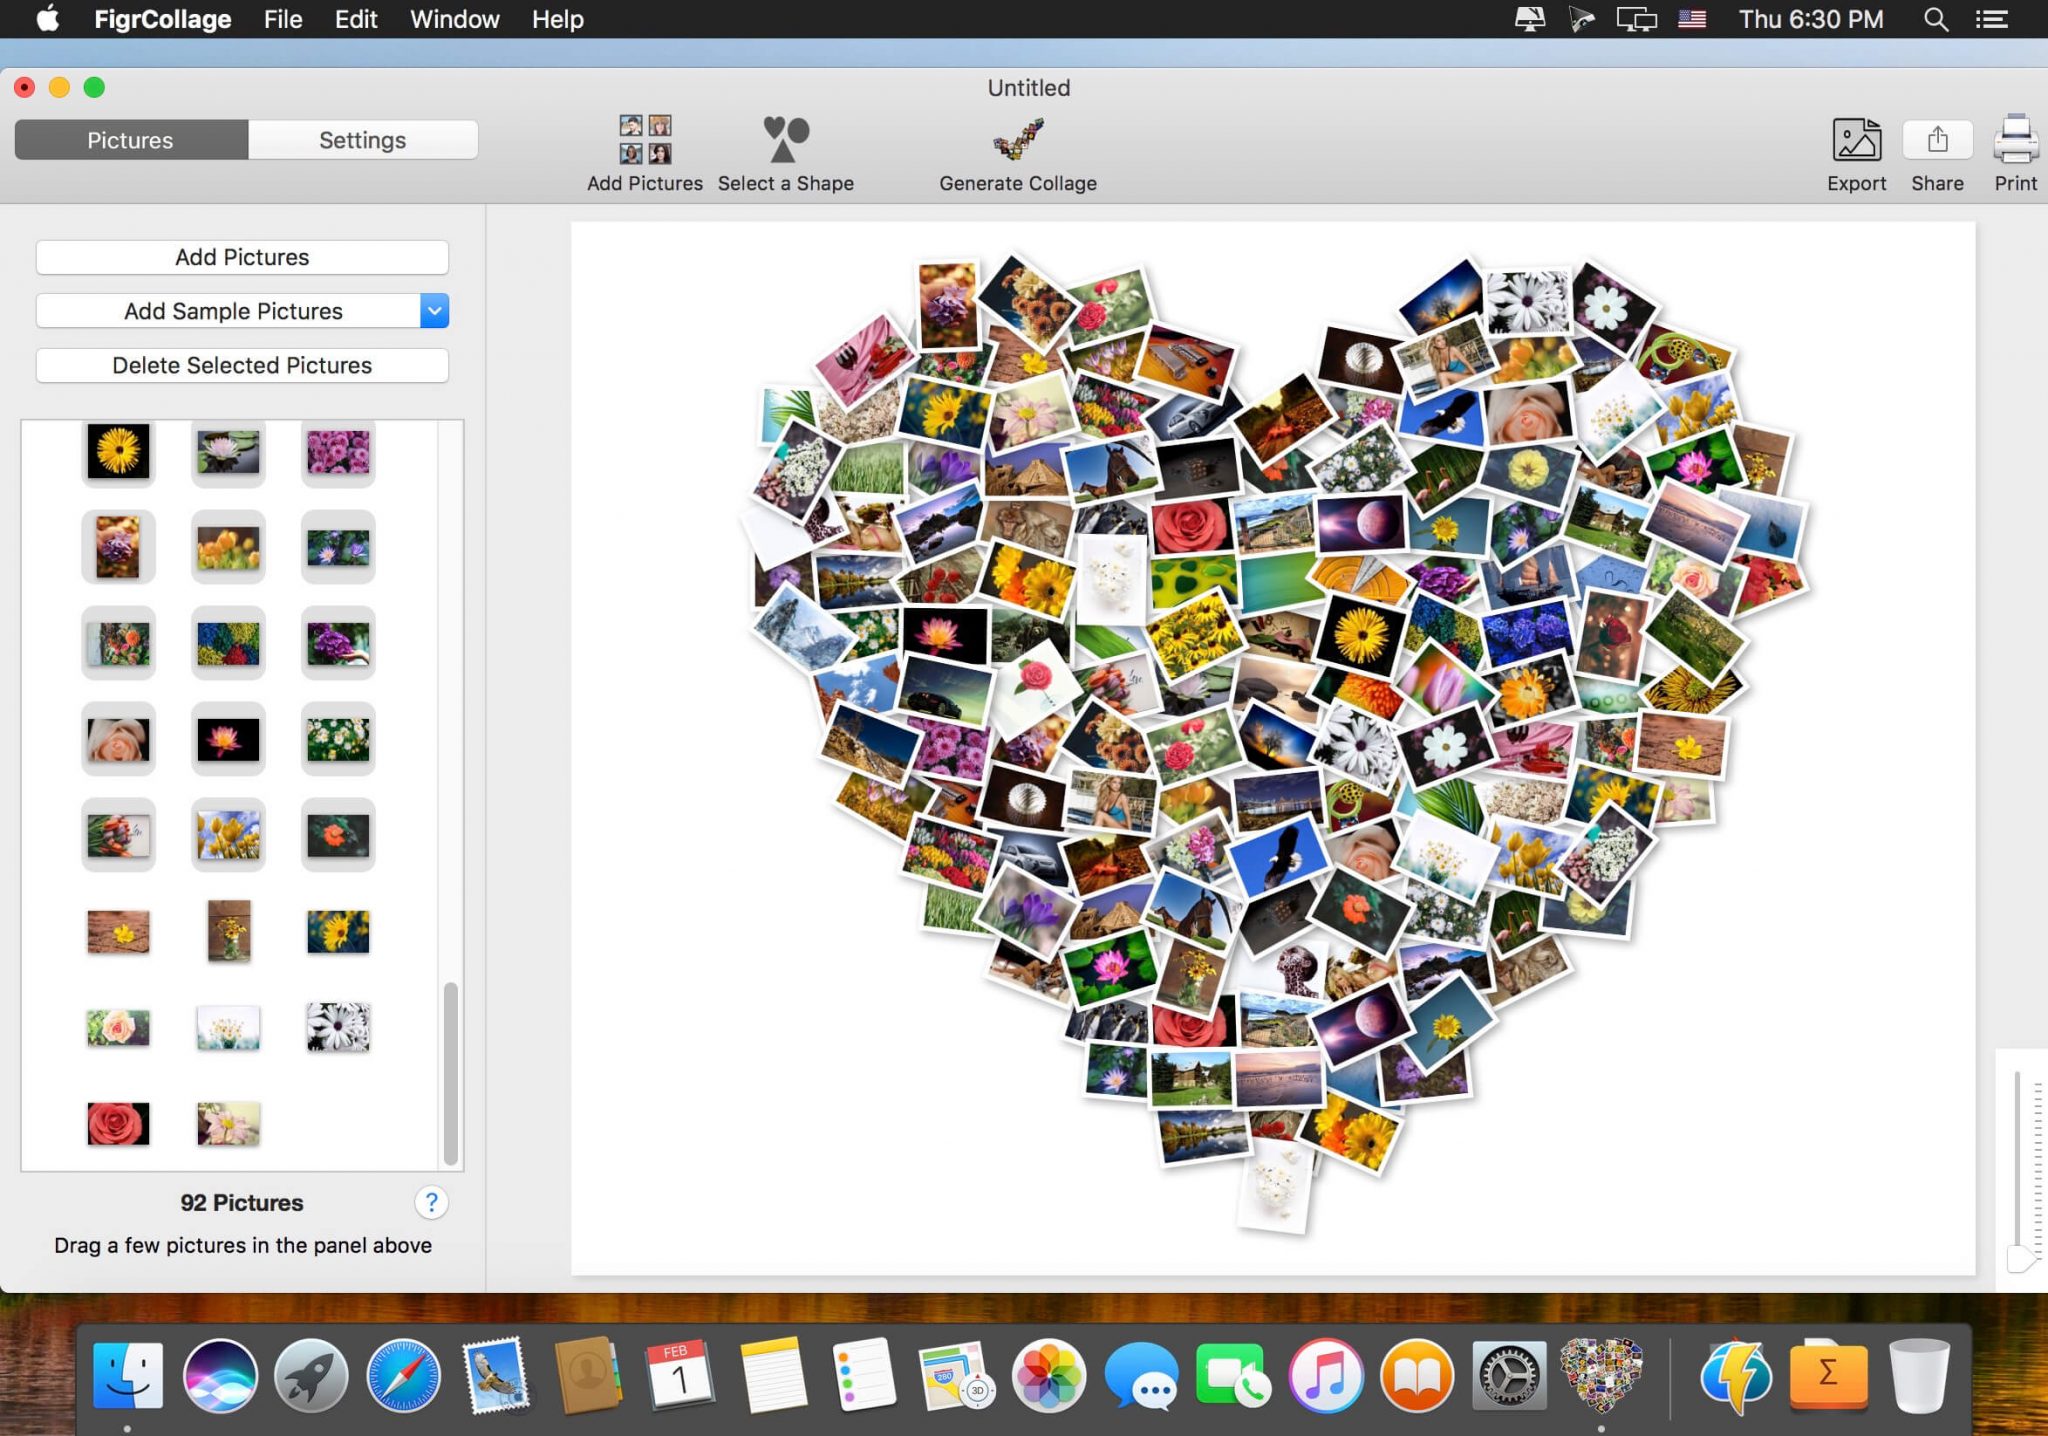 FigrCollage File Edit Window Help Thu 6:30 PM
Untitled
Pictures Settings
Add Pictures Select a Shape Generate Collage Export Share Print
Add Pictures
Add Sample Pictures
Delete Selected Pictures
92 Pictures ?
Drag a few pictures in the panel above
FEB
1
280
3D
Σ